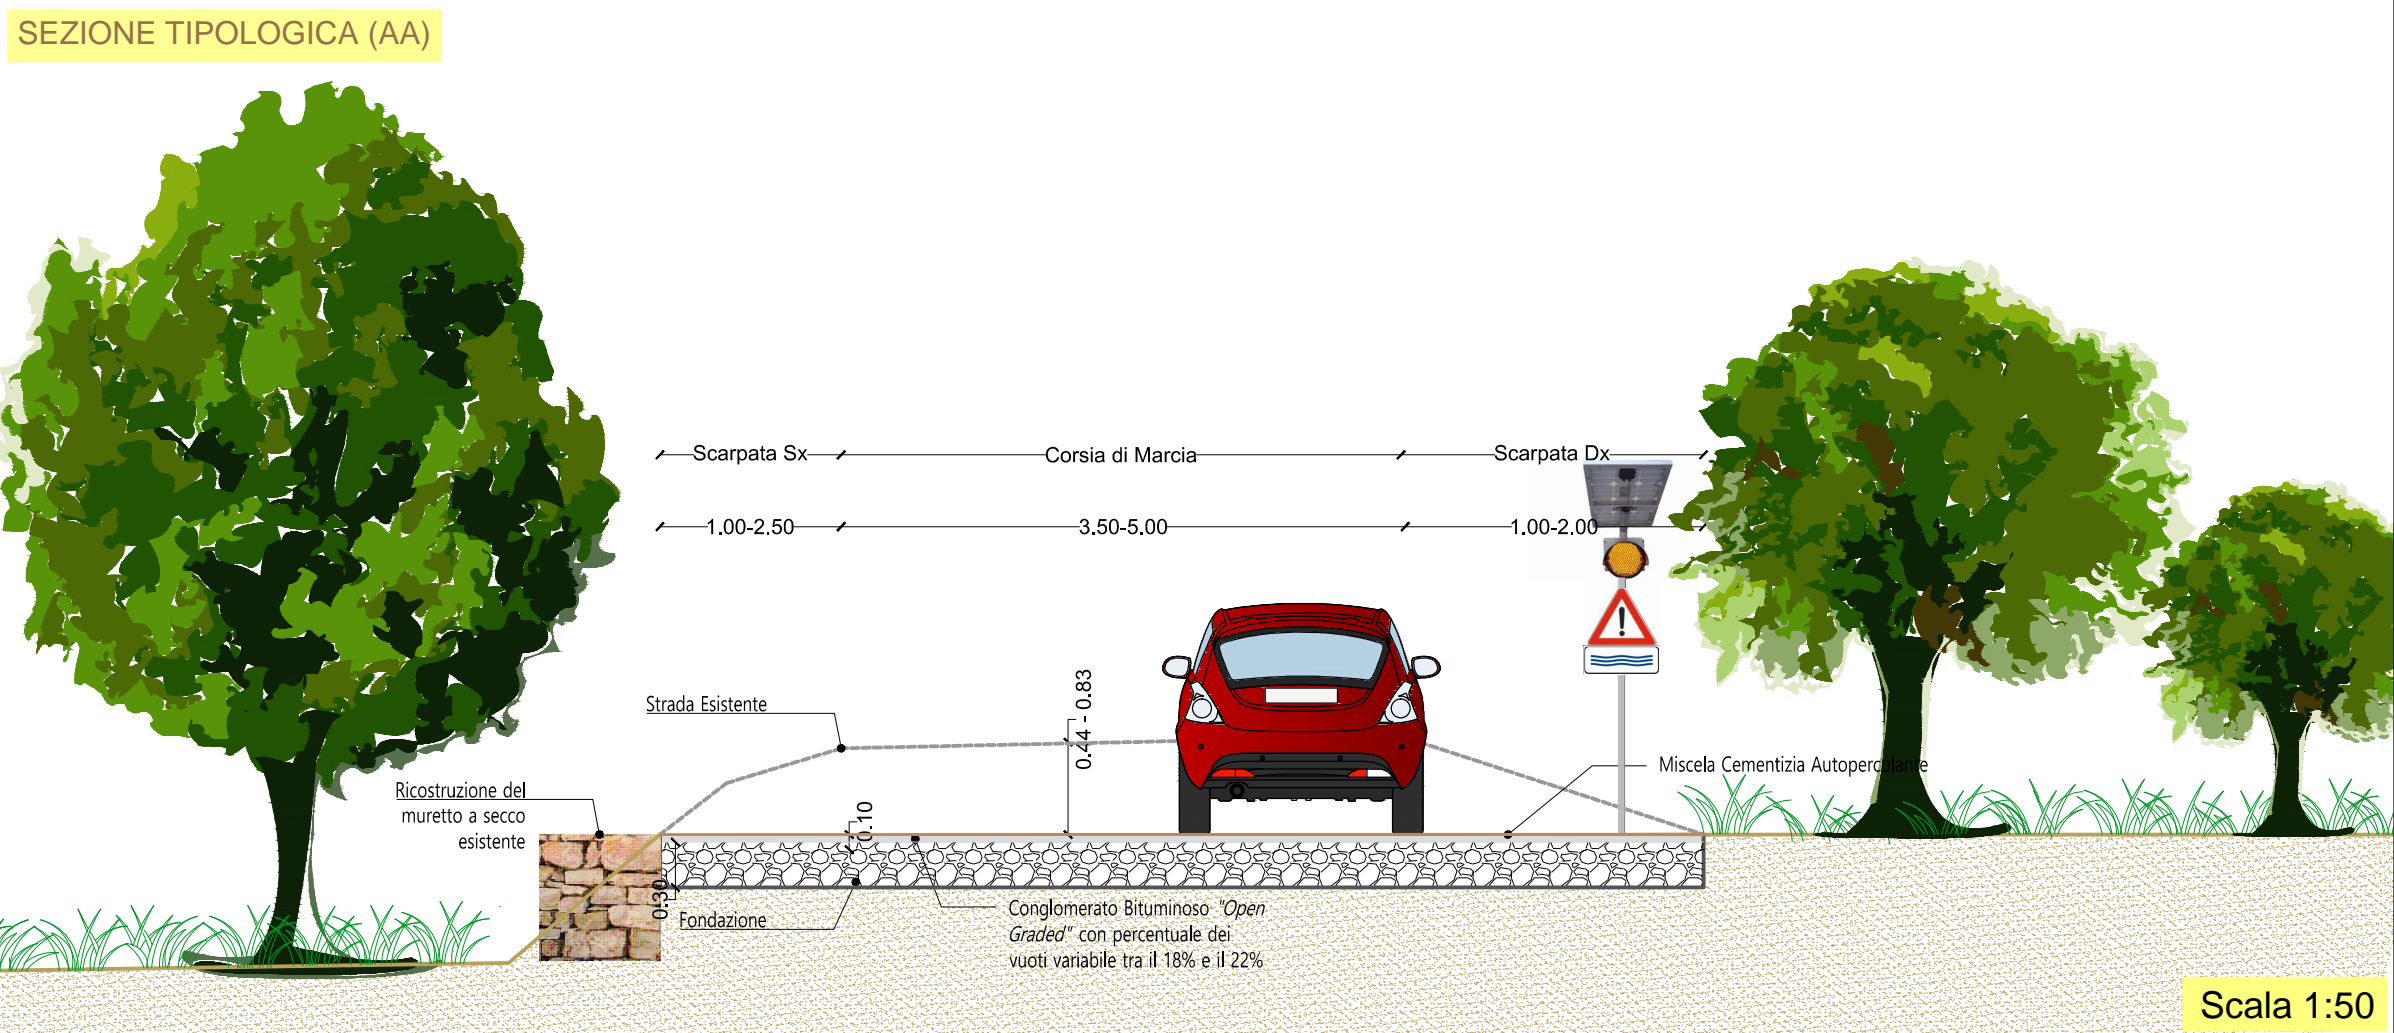 SEZIONE TIPOLOGICA (AA)
Scarpata Sx
Corsia di Marcia
Scarpata Dx
1.00-2.50
3.50-5.00
1.00-2.00
Strada Esistente
0.44 - 0.83
Miscela Cementizia Autopercolante
Ricostruzione del
muretto a secco
esistente
0.10
0.30
Fondazione
Conglomerato Bituminoso "Open
Graded" con percentuale dei
vuoti variabile tra il 18% e il 22%
Scala 1:50